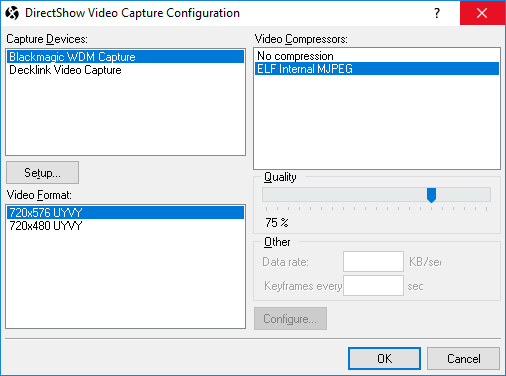 DirectShow Video Capture Configuration
Capture Devices:
Blackmagic WDM Capture
Decklink Video Capture
Setup...
Video Format:
720x576 UYVY
720x480 UYVY
Video Compressors:
No compression
ELF Internal MJPEG
Quality
75 %
Other
Data rate:
KB/sec
Keyframes every
sec
Configure...
OK
Cancel